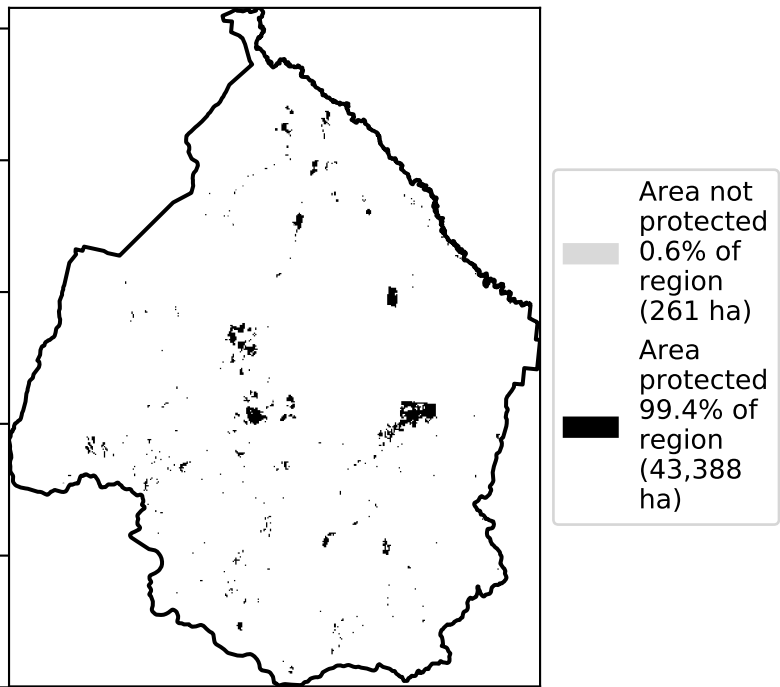 Area not
protected
0.6% of
region
(261 ha)
Area
protected
99.4% of
region
(43,388
ha)